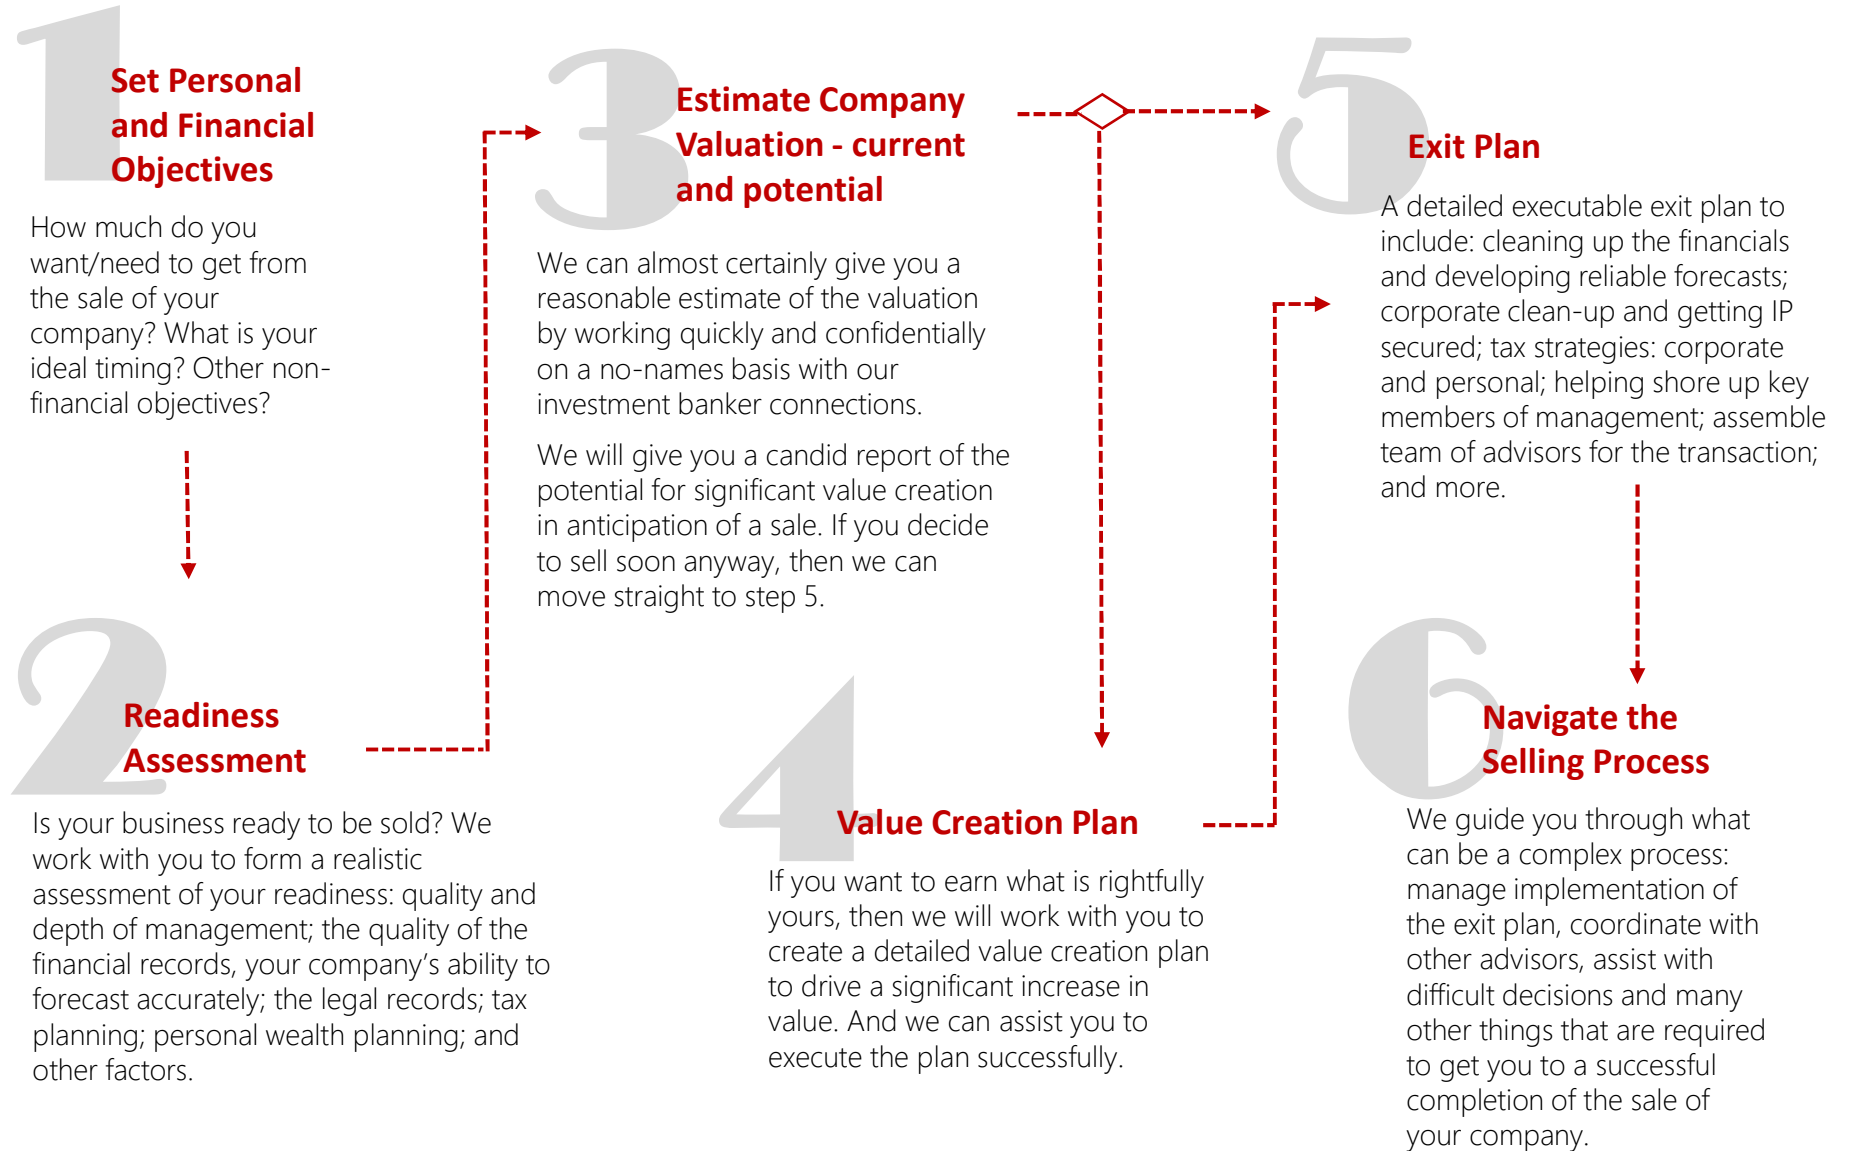 1
Set Personal
and Financial
Objectives
How much do you
want/need to get from
the sale of your
company? What is your
ideal timing? Other non-
financial objectives?
2
Readiness
Assessment
Is your business ready to be sold? We
work with you to form a realistic
assessment of your readiness: quality and
depth of management; the quality of the
financial records, your company’s ability to
forecast accurately; the legal records; tax
planning; personal wealth planning; and
other factors.
3
Estimate Company
Valuation - current
and potential
We can almost certainly give you a
reasonable estimate of the valuation
by working quickly and confidentially
on a no-names basis with our
investment banker connections.
We will give you a candid report of the
potential for significant value creation
in anticipation of a sale. If you decide
to sell soon anyway, then we can
move straight to step 5.
4
Value Creation Plan
If you want to earn what is rightfully
yours, then we will work with you to
create a detailed value creation plan
to drive a significant increase in
value. And we can assist you to
execute the plan successfully.
5
Exit Plan
A detailed executable exit plan to
include: cleaning up the financials
and developing reliable forecasts;
corporate clean-up and getting IP
secured; tax strategies: corporate
and personal; helping shore up key
members of management; assemble
team of advisors for the transaction;
and more.
6
Navigate the
Selling Process
We guide you through what
can be a complex process:
manage implementation of
the exit plan, coordinate with
other advisors, assist with
difficult decisions and many
other things that are required
to get you to a successful
completion of the sale of
your company.